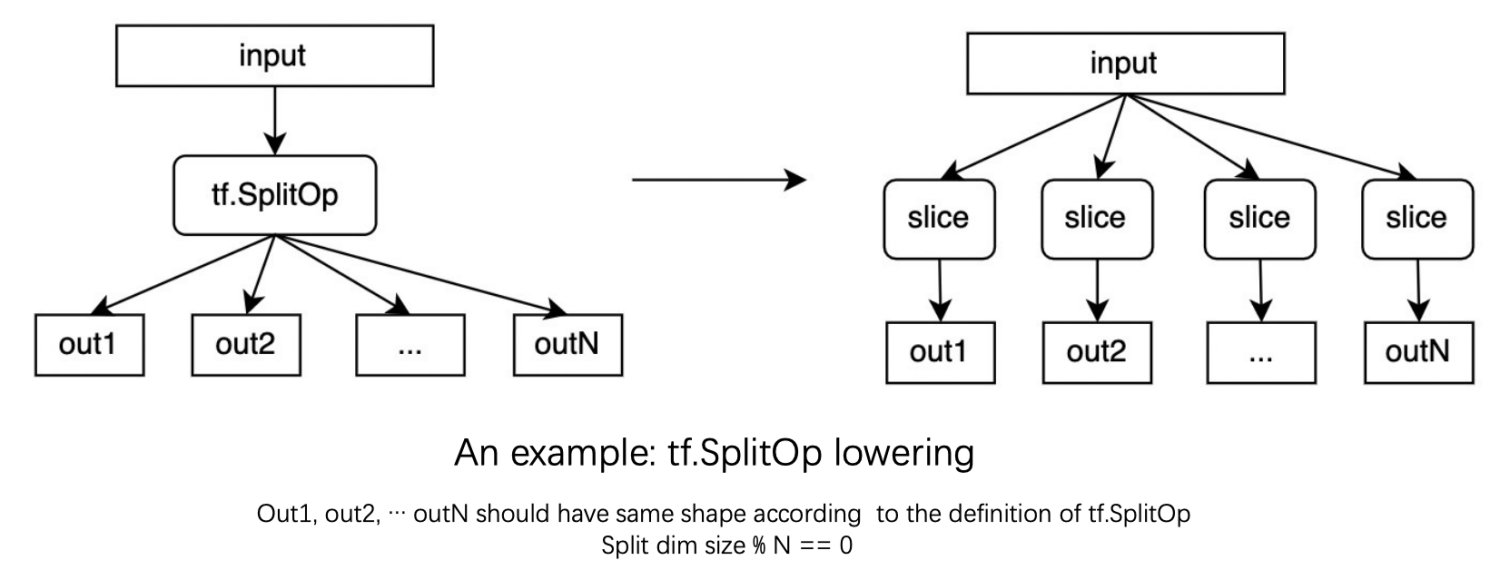 input
input
tf.SplitOp
slice
slice
slice
slice
out1
out2
...
outN
out1
out2
...
outN
An example: tf.SplitOp lowering
Out1, out2, ··· outN should have same shape according  to the definition of tf.SplitOp
Split dim size % N == 0